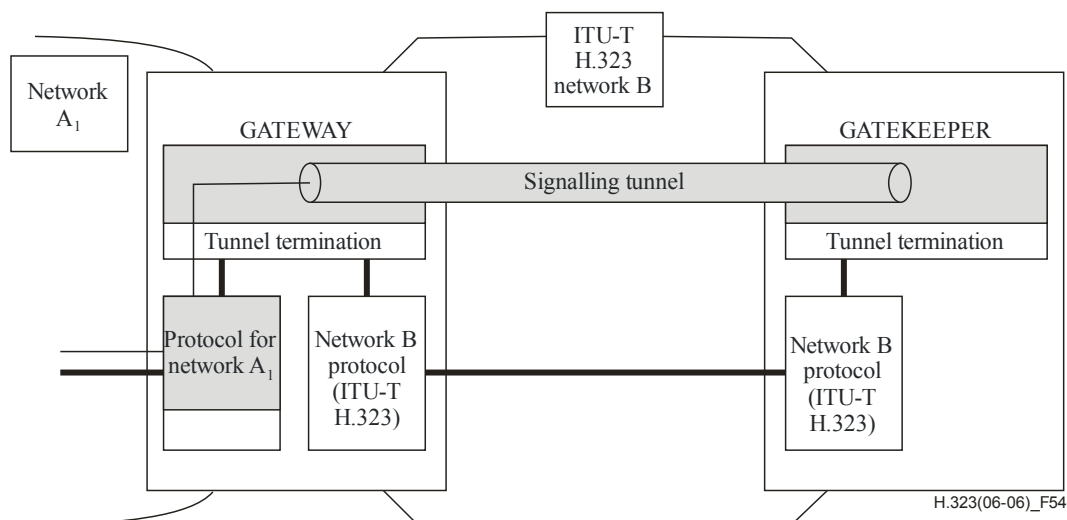 ITU-T
H.323
network B
Network
A1
GATEWAY
GATEKEEPER
Signalling tunnel
Tunnel termination
Tunnel termination
Protocol for
network A1
Network B
protocol
(ITU-T
H.323)
Network B
protocol
(ITU-T
H.323)
H.323(06-06)_F54